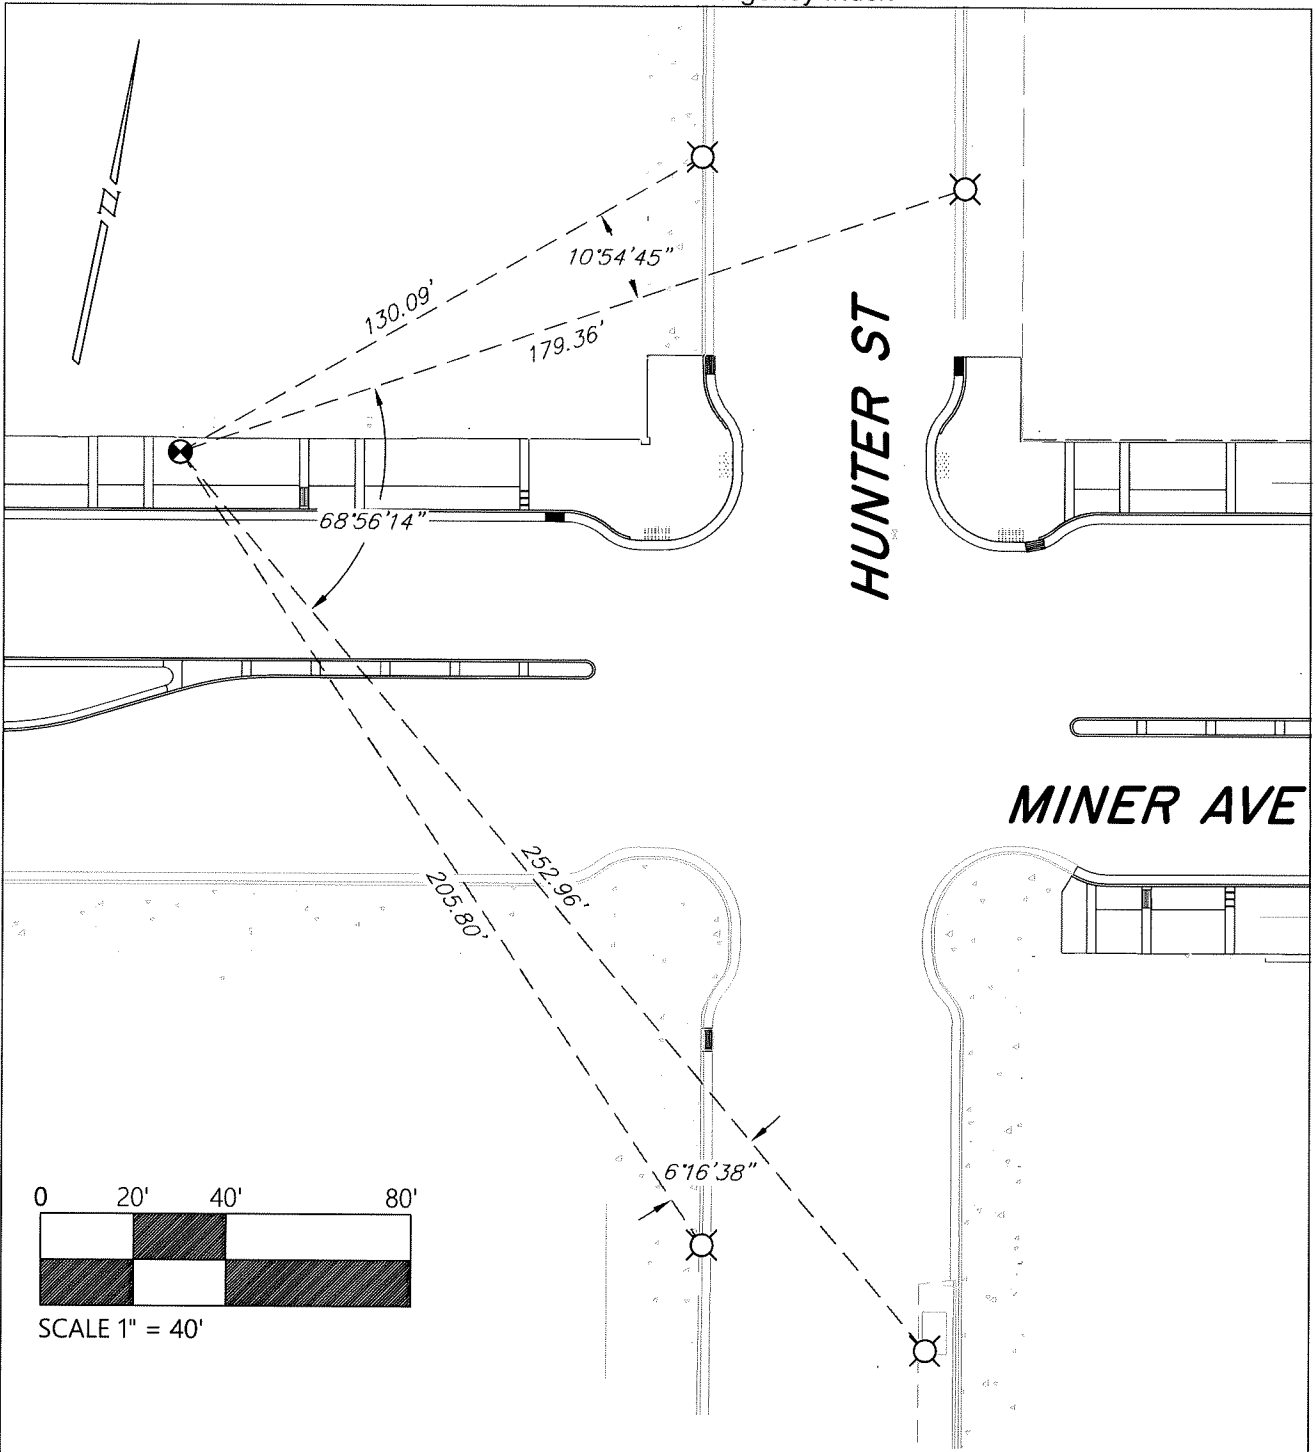 N
10°54'45"
130.09'
179.36'
HUNTER ST
68°56'14"
MINER AVE
252.96'
205.80'
6°16'38"
0 20' 40' 80'
SCALE 1" = 40'